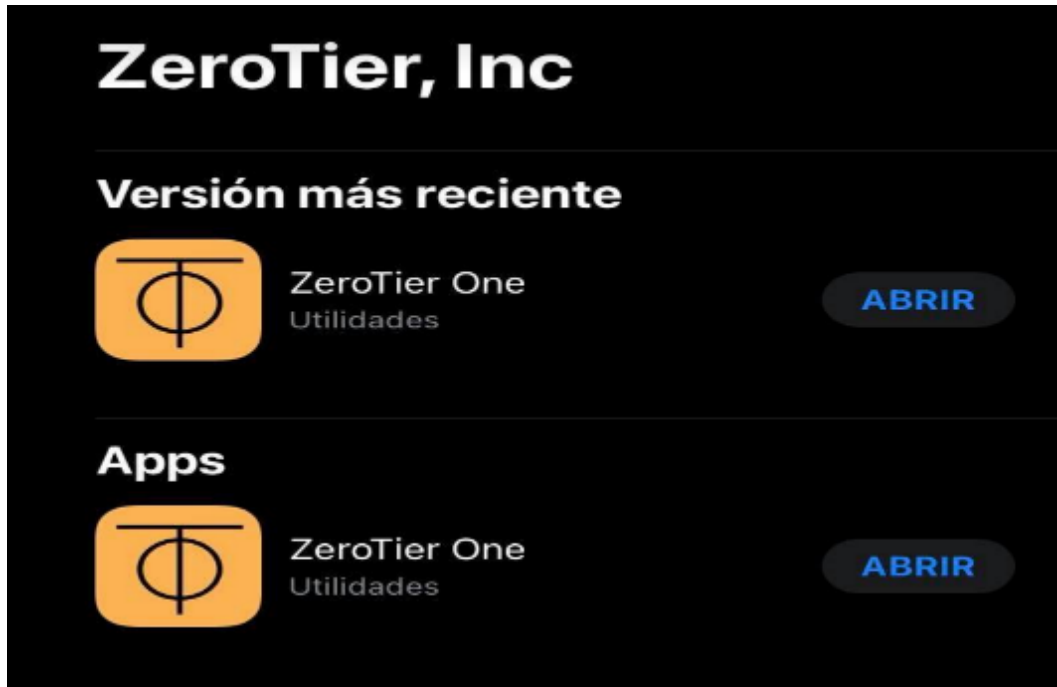 ZeroTier, Inc
Versión más reciente
ZeroTier One
Utilidades
ABRIR
Apps
ZeroTier One
Utilidades
ABRIR